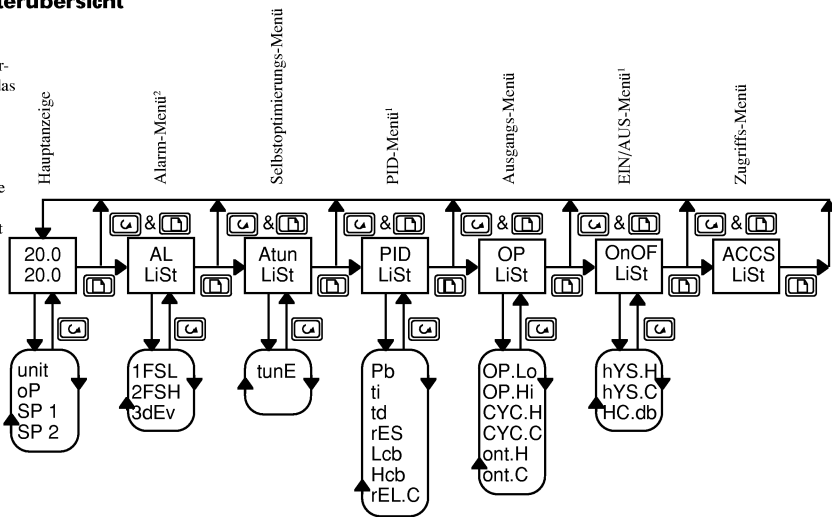 terübersicht
r-
das
e
t
Hauptanzeige
Alarm-Menü²
Selbstoptimierungs-Menü
PID-Menü¹
Ausgangs-Menü
EIN/AUS-Menü¹
Zugriffs-Menü
& & & & & &
20.0
20.0
AL
LiSt
Atun
LiSt
PID
LiSt
OP
LiSt
OnOF
LiSt
ACCS
LiSt
unit
oP
SP 1
SP 2
1FSL
2FSH
3dEv
tunE
Pb
ti
td
rES
Lcb
Hcb
rEL.C
OP.Lo
OP.Hi
CYC.H
CYC.C
ont.H
ont.C
hYS.H
hYS.C
HC.db